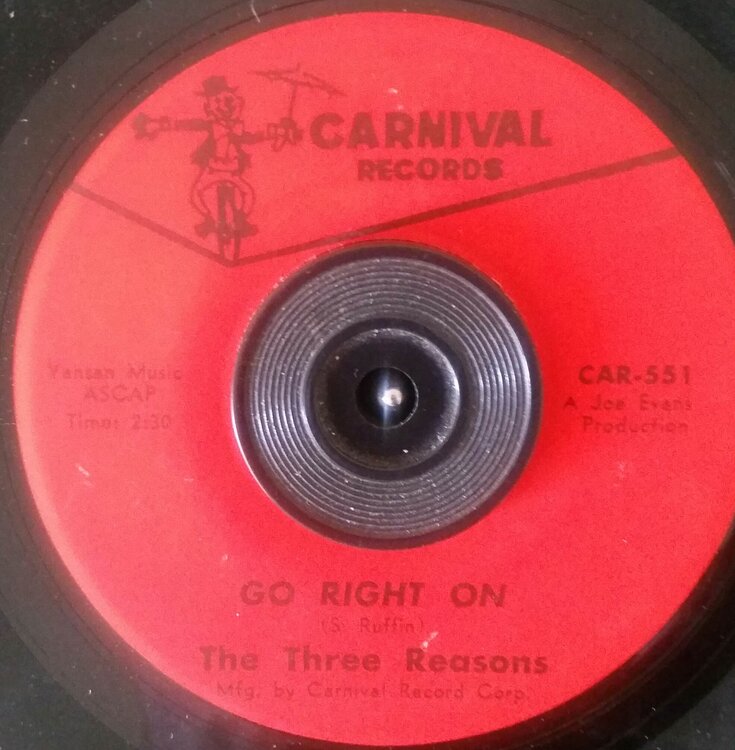 CARNIVAL
RECORDS
Yansan Music
ASCAP
Time: 2:30
CAR-551
A Joe Evans
Production
GO RIGHT ON
(S. Ruffin)
The Three Reasons
Mfg. by Carnival Record Corp.